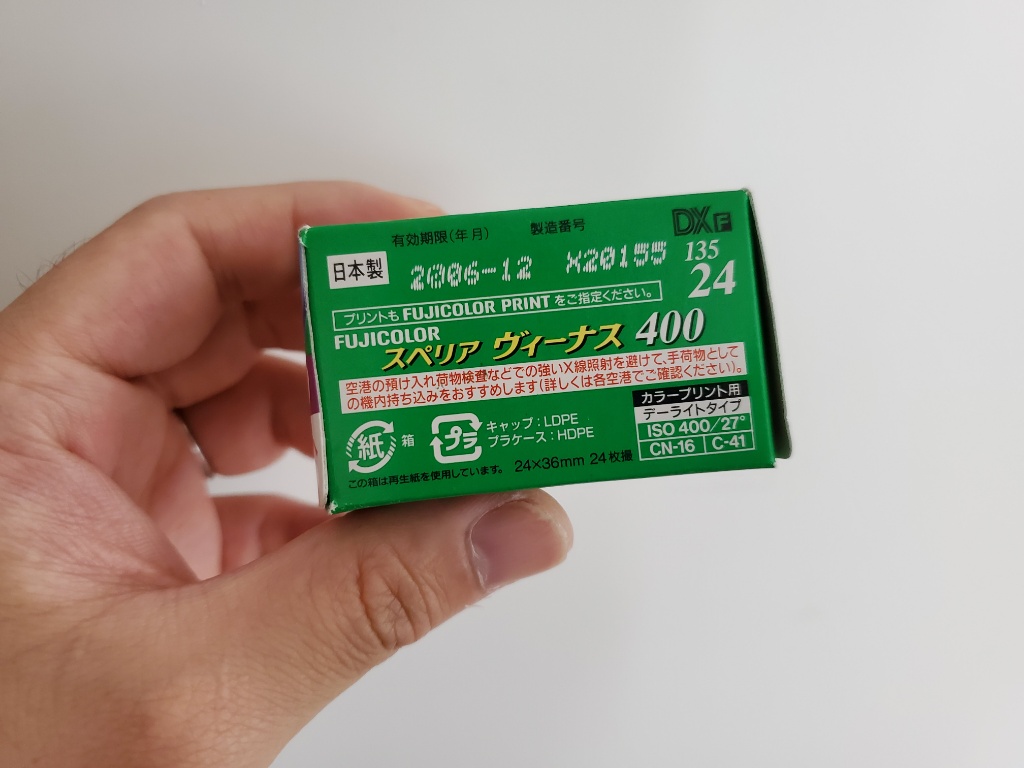 有効期限(年月) 製造番号 DX F
日本製 2006-12 X20155 135
24
プリントも FUJICOLOR PRINT をご指定ください。
FUJICOLOR
スペリア ヴィーナス 400
空港の預け入れ荷物検査などでの強いX線照射を避けて、手荷物として
の機内持ち込みをおすすめします(詳しくは各空港でご確認ください)。
紙 箱
プラ キャップ:LDPE
プラケース:HDPE
カラープリント用
デーライトタイプ
ISO 400/27°
CN-16 C-41
この箱は再生紙を使用しています。 24×36mm 24枚撮